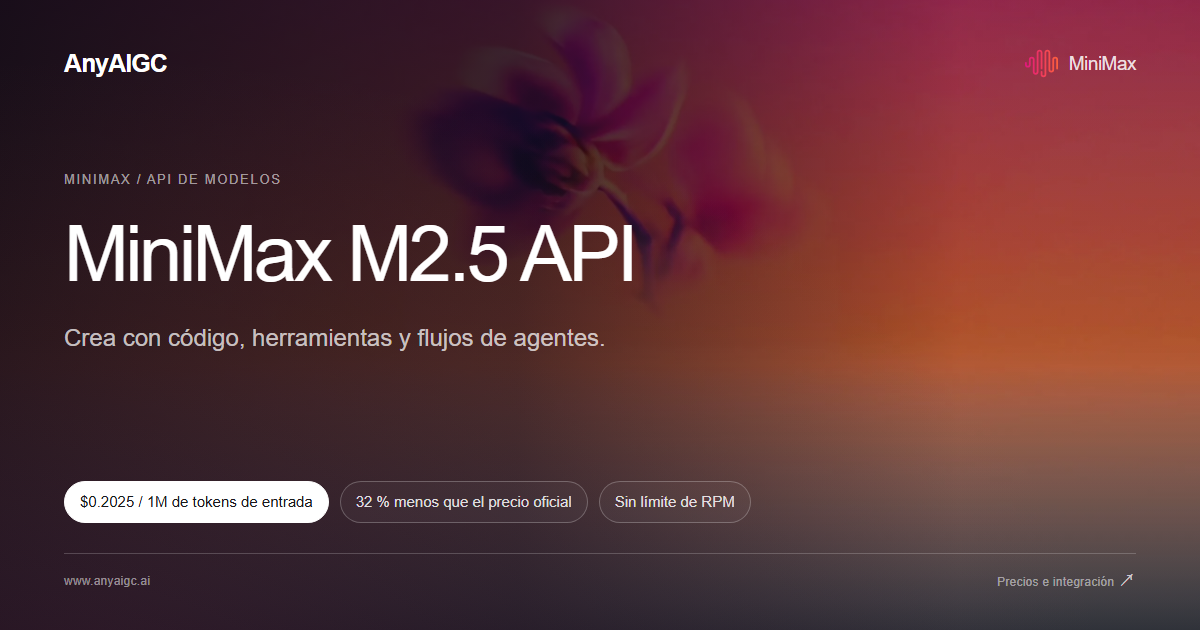 AnyAIGC
MiniMax
MINIMAX / API DE MODELOS
MiniMax M2.5 API
Crea con código, herramientas y flujos de agentes.
$0.2025 / 1M de tokens de entrada
32 % menos que el precio oficial
Sin límite de RPM
www.anyaigc.ai
Precios e integración ↗